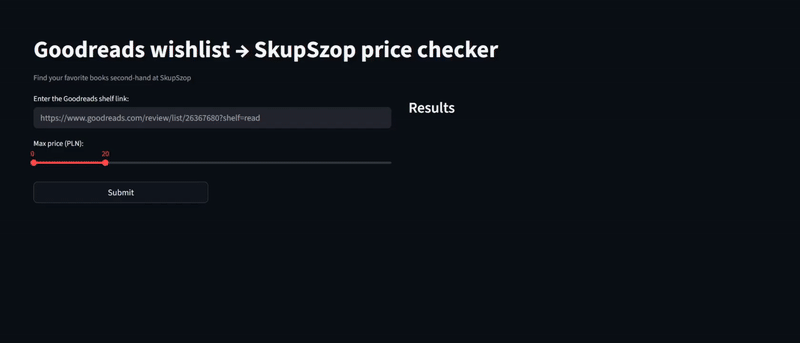 Goodreads wishlist → SkupSzop price checker
Find your favorite books second-hand at SkupSzop
Enter the Goodreads shelf link:
https://www.goodreads.com/review/list/26367680?shelf=read
Max price (PLN):
0 20
Submit
Results